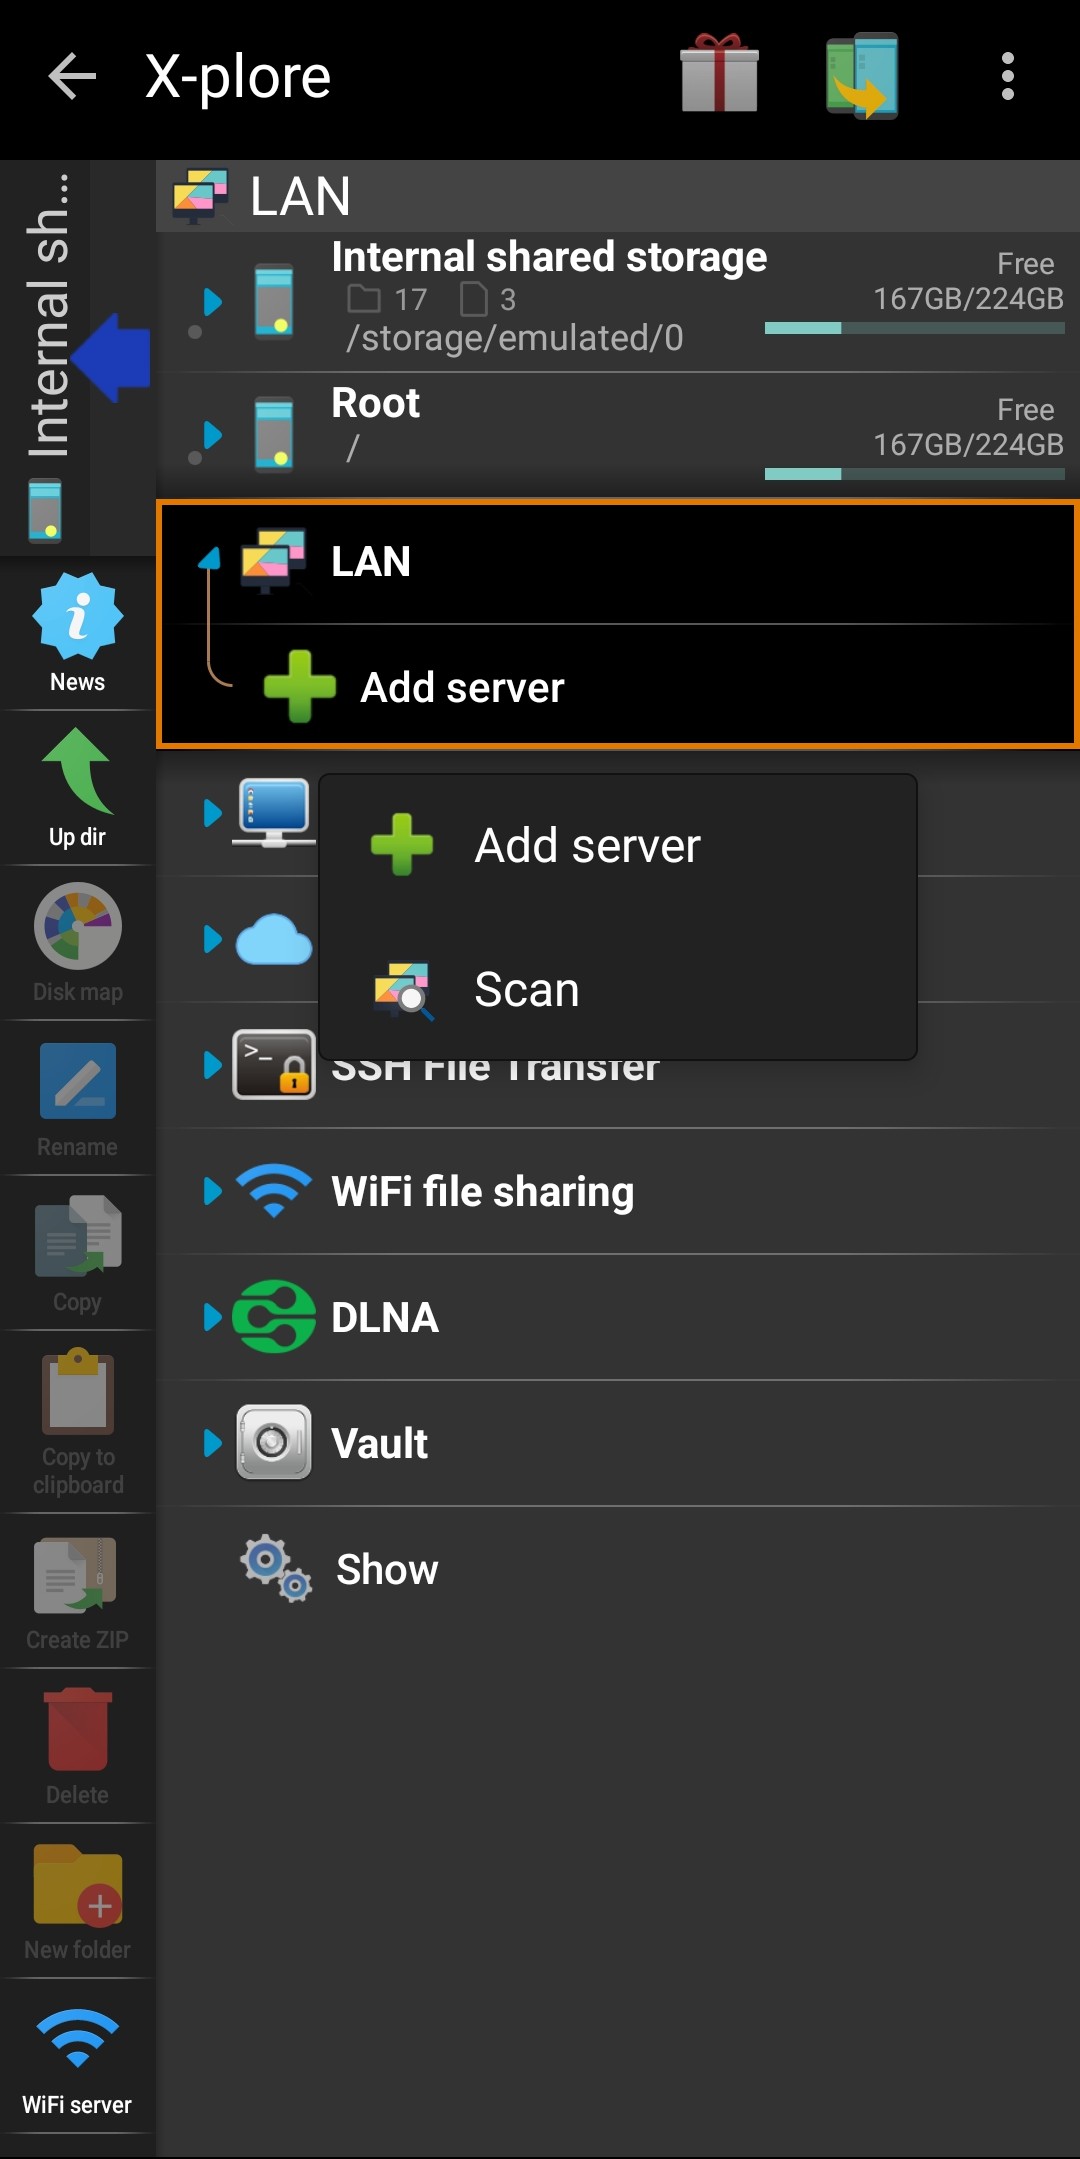 X-plore
Internal sh...
LAN
Internal shared storage
17 3
/storage/emulated/0
Free
167GB/224GB
Root
/
Free
167GB/224GB
LAN
Add server
Add server
Scan
SSH File Transfer
WiFi file sharing
DLNA
Vault
Show
News
Up dir
Disk map
Rename
Copy
Copy to
clipboard
Create ZIP
Delete
New folder
WiFi server